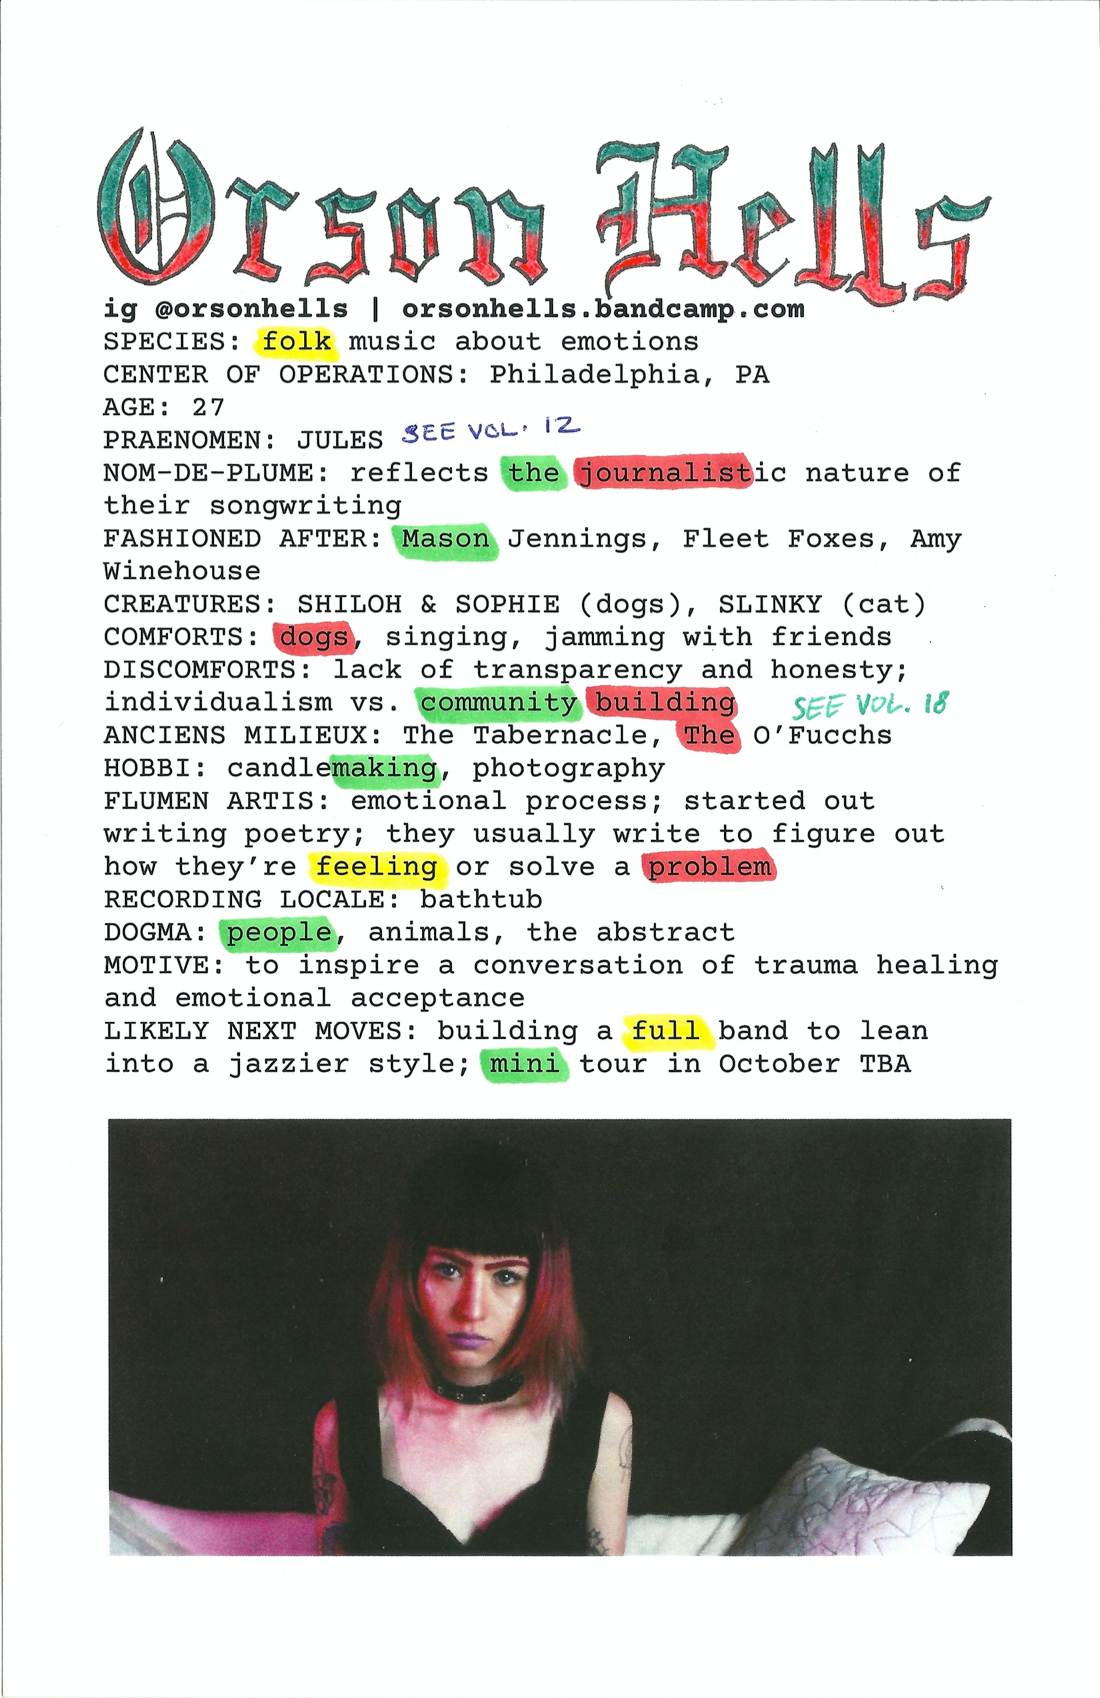 Orson Hells
ig @orsonhells | orsonhells.bandcamp.com
SPECIES: folk music about emotions
CENTER OF OPERATIONS: Philadelphia, PA
AGE: 27
PRAENOMEN: JULES SEE VOL. 12
NOM-DE-PLUME: reflects the journalistic nature of
their songwriting
FASHIONED AFTER: Mason Jennings, Fleet Foxes, Amy
Winehouse
CREATURES: SHILOH & SOPHIE (dogs), SLINKY (cat)
COMFORTS: dogs, singing, jamming with friends
DISCOMFORTS: lack of transparency and honesty;
individualism vs. community building SEE VOL. 18
ANCIENS MILIEUX: The Tabernacle, The O’Fucchs
HOBBI: candlemaking, photography
FLUMEN ARTIS: emotional process; started out
writing poetry; they usually write to figure out
how they’re feeling or solve a problem
RECORDING LOCALE: bathtub
DOGMA: people, animals, the abstract
MOTIVE: to inspire a conversation of trauma healing
and emotional acceptance
LIKELY NEXT MOVES: building a full band to lean
into a jazzier style; mini tour in October TBA